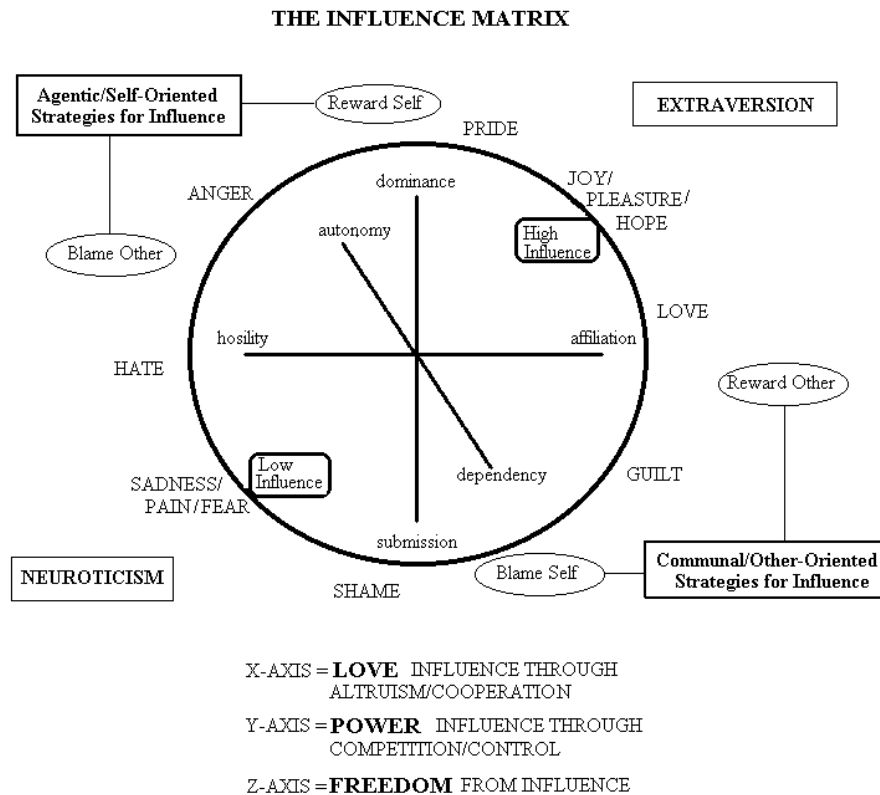 THE INFLUENCE MATRIX
Agentic/Self-Oriented
Strategies for Influence
Reward Self
EXTRAVERSION
PRIDE
ANGER
dominance
JOY/
PLEASURE/
HOPE
autonomy
High
Influence
Blame Other
LOVE
hosility
affiliation
HATE
Reward Other
Low
Influence
dependency
GUILT
SADNESS/
PAIN/FEAR
submission
NEUROTICISM
SHAME
Blame Self
Communal/Other-Oriented
Strategies for Influence
X-AXIS = LOVE INFLUENCE THROUGH
ALTRUISM/COOPERATION
Y-AXIS = POWER INFLUENCE THROUGH
COMPETITION/CONTROL
Z-AXIS = FREEDOM FROM INFLUENCE